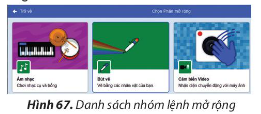 ← Trở về
Chọn Phần Mở rộng
Âm nhạc
Chơi nhạc cụ và trống
Bút vẽ
Vẽ bằng các nhân vật của bạn
Cảm biến Video
Nhận diện chuyển động với máy ảnh
Hình 67. Danh sách nhóm lệnh mở rộng